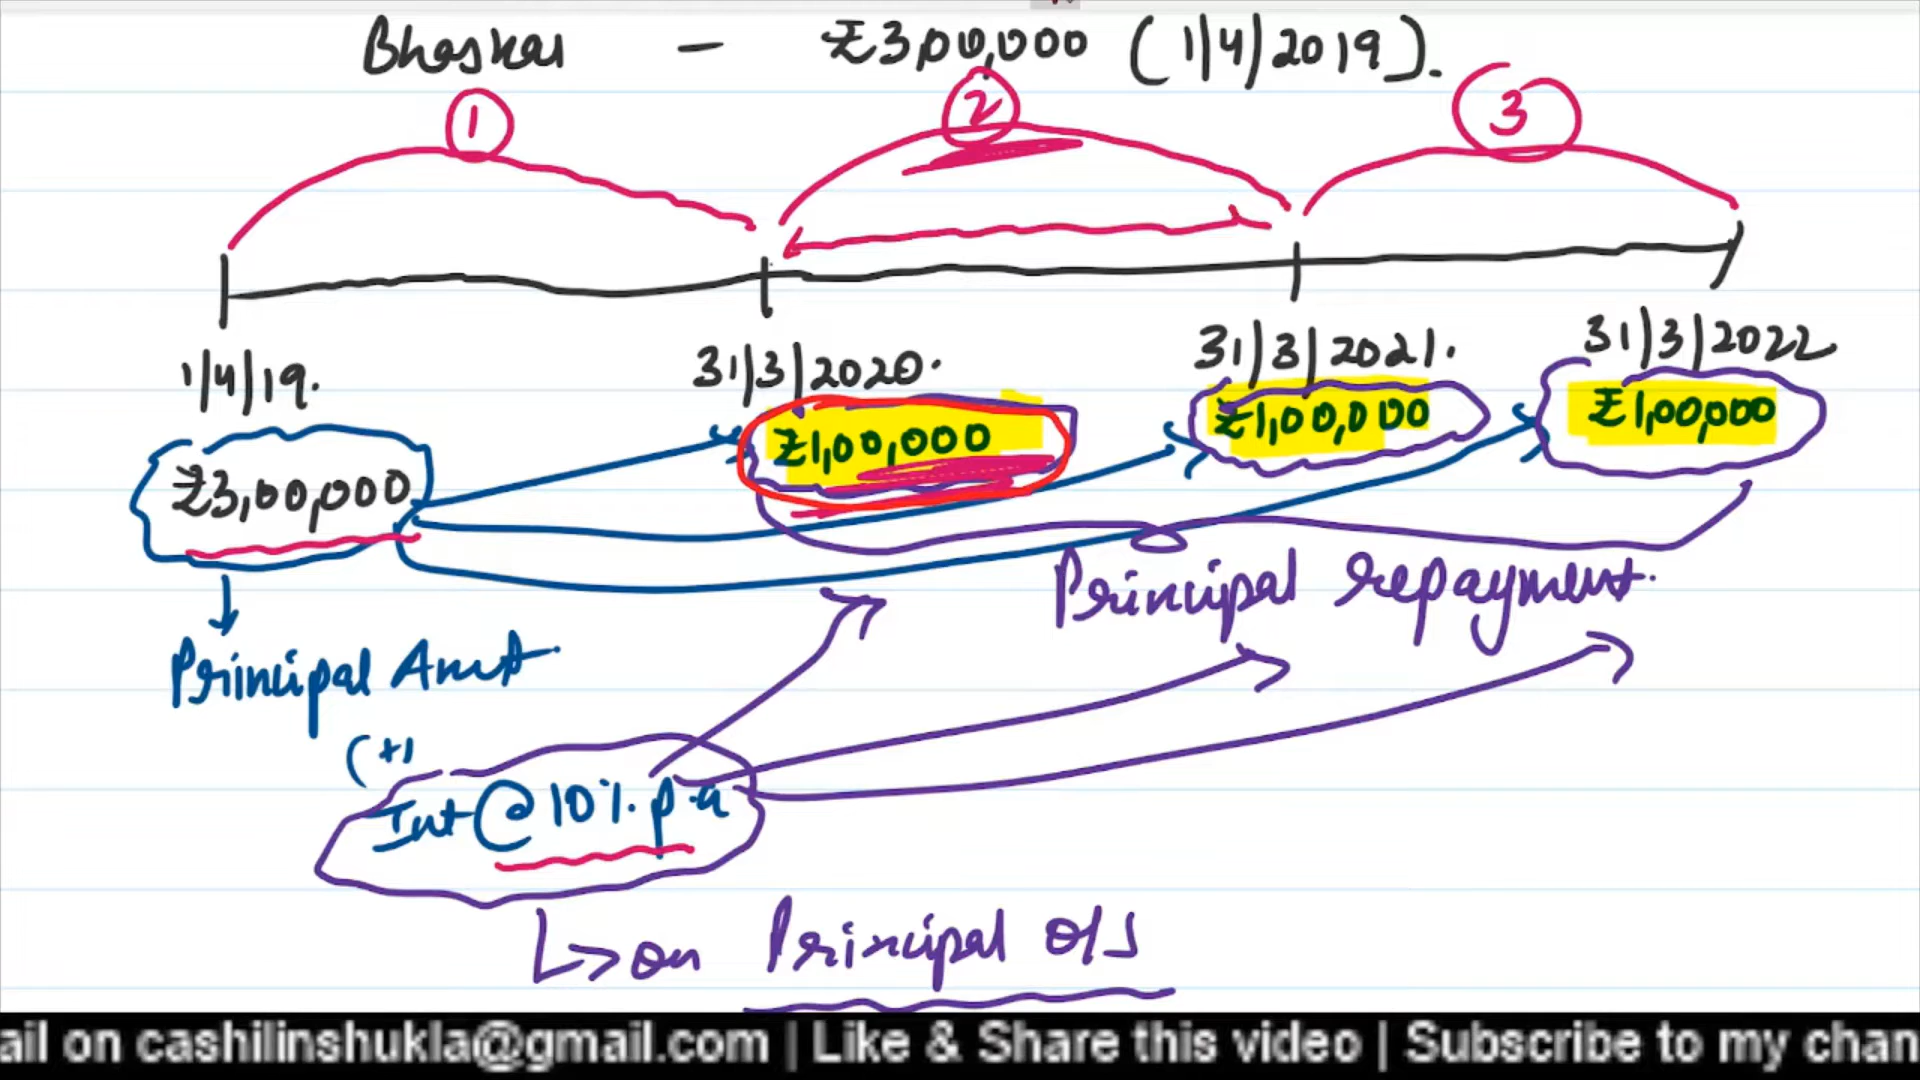 Bhaskar - ₹3,00,000 (1/4/2019).
1 2 3
1/4/19. 31/3/2020. 31/3/2021. 31/3/2022
₹3,00,000 ₹1,00,000 ₹1,00,000 ₹1,00,000
Principal repayment.
Principal Amt.
(+)
Int @ 10%. p.a
↳ on Principal O/S
ail on cashilinshukla@gmail.com | Like & Share this video | Subscribe to my chan